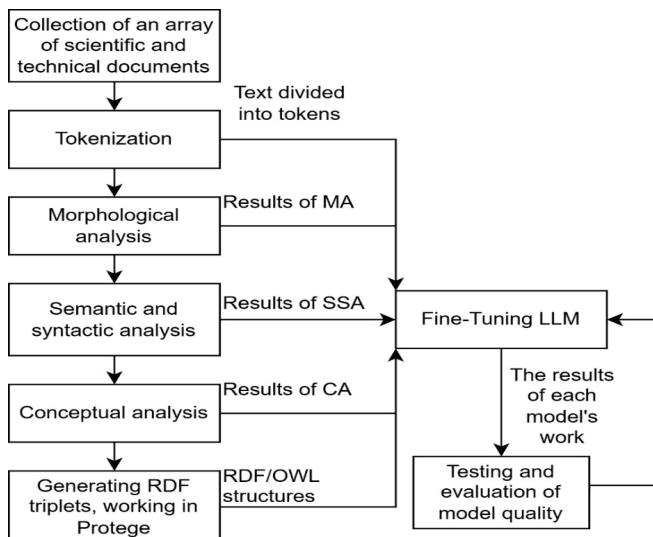 Collection of an array
of scientific and
technical documents
Text divided
into tokens
Tokenization
Results of MA
Morphological
analysis
Results of SSA
Semantic and
syntactic analysis
Fine-Tuning LLM
Results of CA
Conceptual analysis
The results
of each
model's
work
RDF/OWL
structures
Generating RDF
triplets, working in
Protege
Testing and
evaluation of
model quality